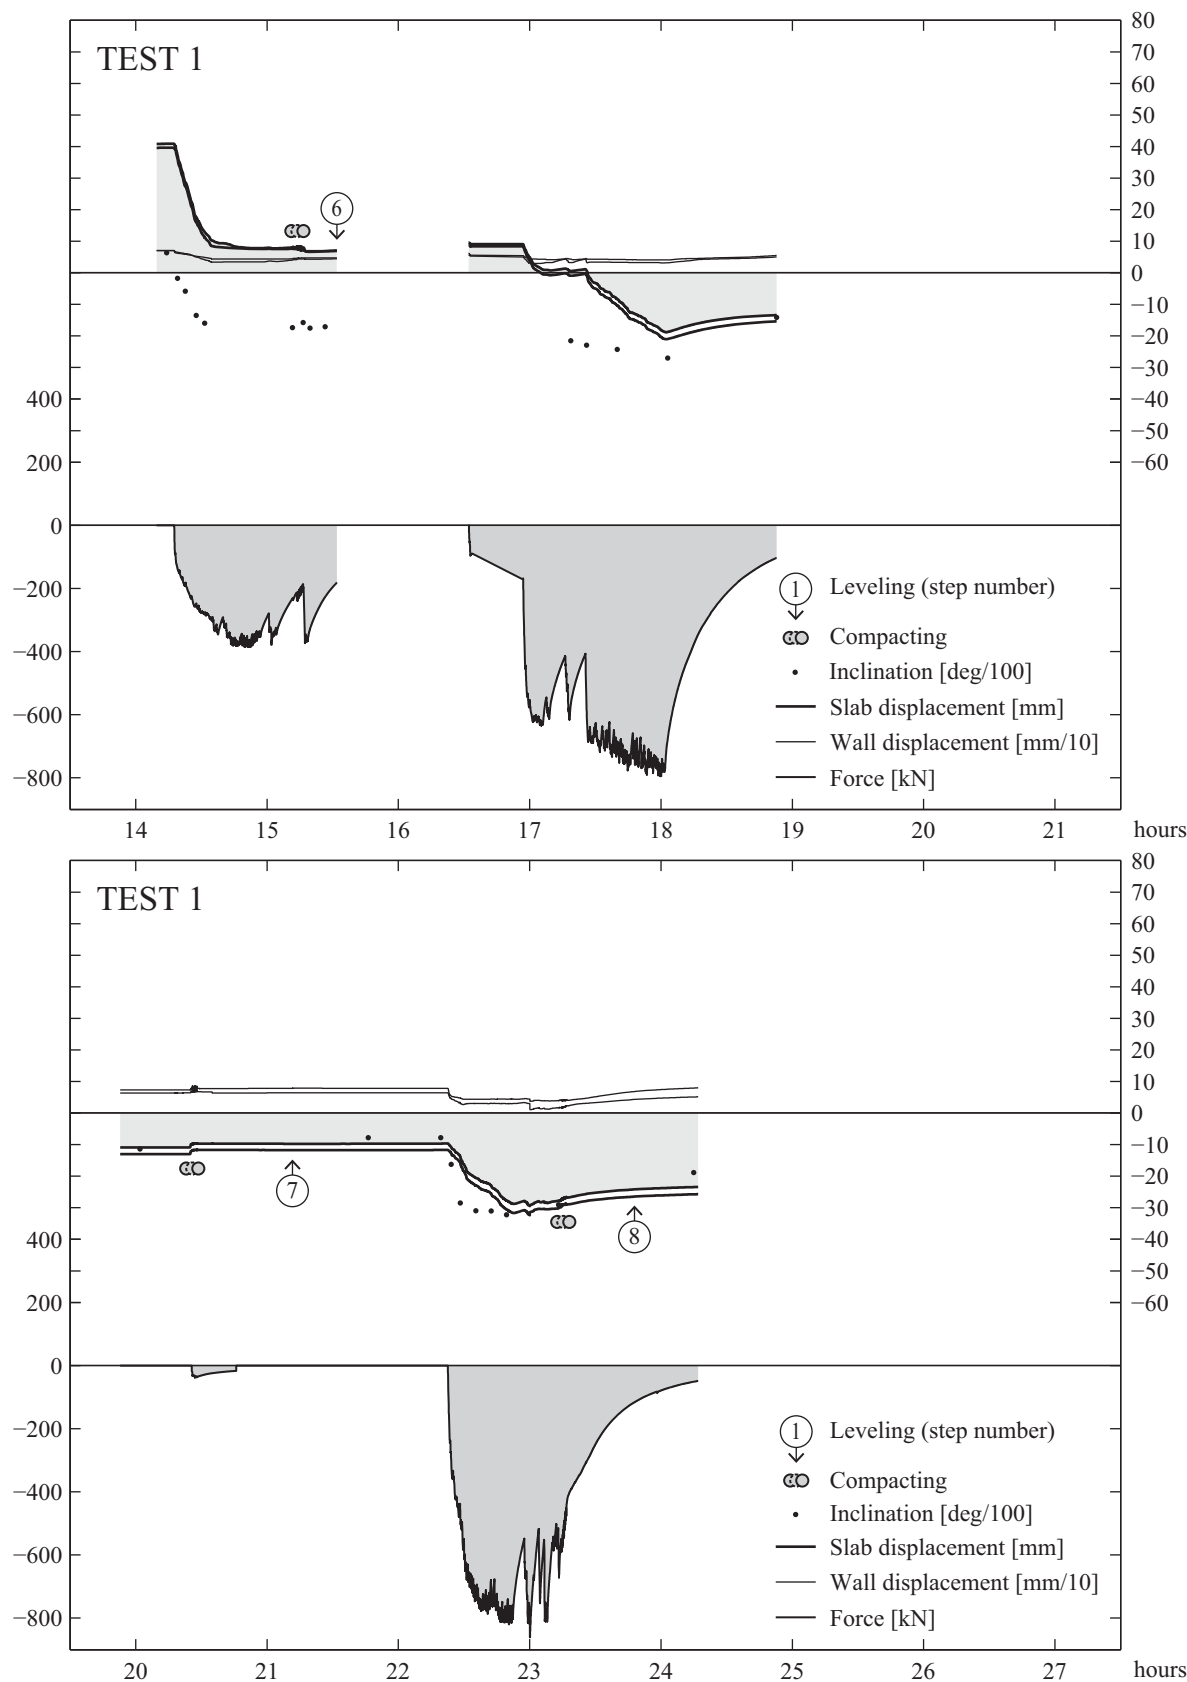 TEST 1
80
70
60
50
40
30
20
10
0
−10
−20
−30
400 −40
−50
200 −60
0
−200
−400
−600
−800
6
1 Leveling (step number)
Compacting
Inclination [deg/100]
Slab displacement [mm]
Wall displacement [mm/10]
Force [kN]
14 15 16 17 18 19 20 21 hours
TEST 1
80
70
60
50
40
30
20
10
0
−10
−20
−30
400 −40
−50
200 −60
0
−200
−400
−600
−800
7
8
1 Leveling (step number)
Compacting
Inclination [deg/100]
Slab displacement [mm]
Wall displacement [mm/10]
Force [kN]
20 21 22 23 24 25 26 27 hours